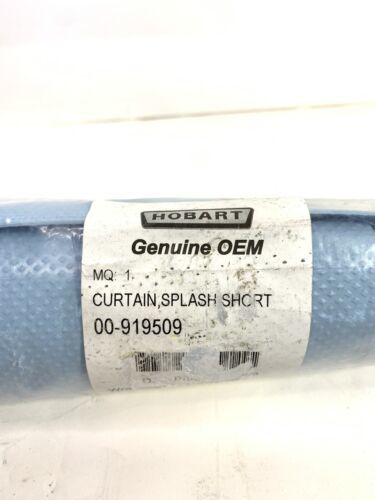 HOBART
Genuine OEM
MQ: 1
CURTAIN,SPLASH SHORT
00-919509